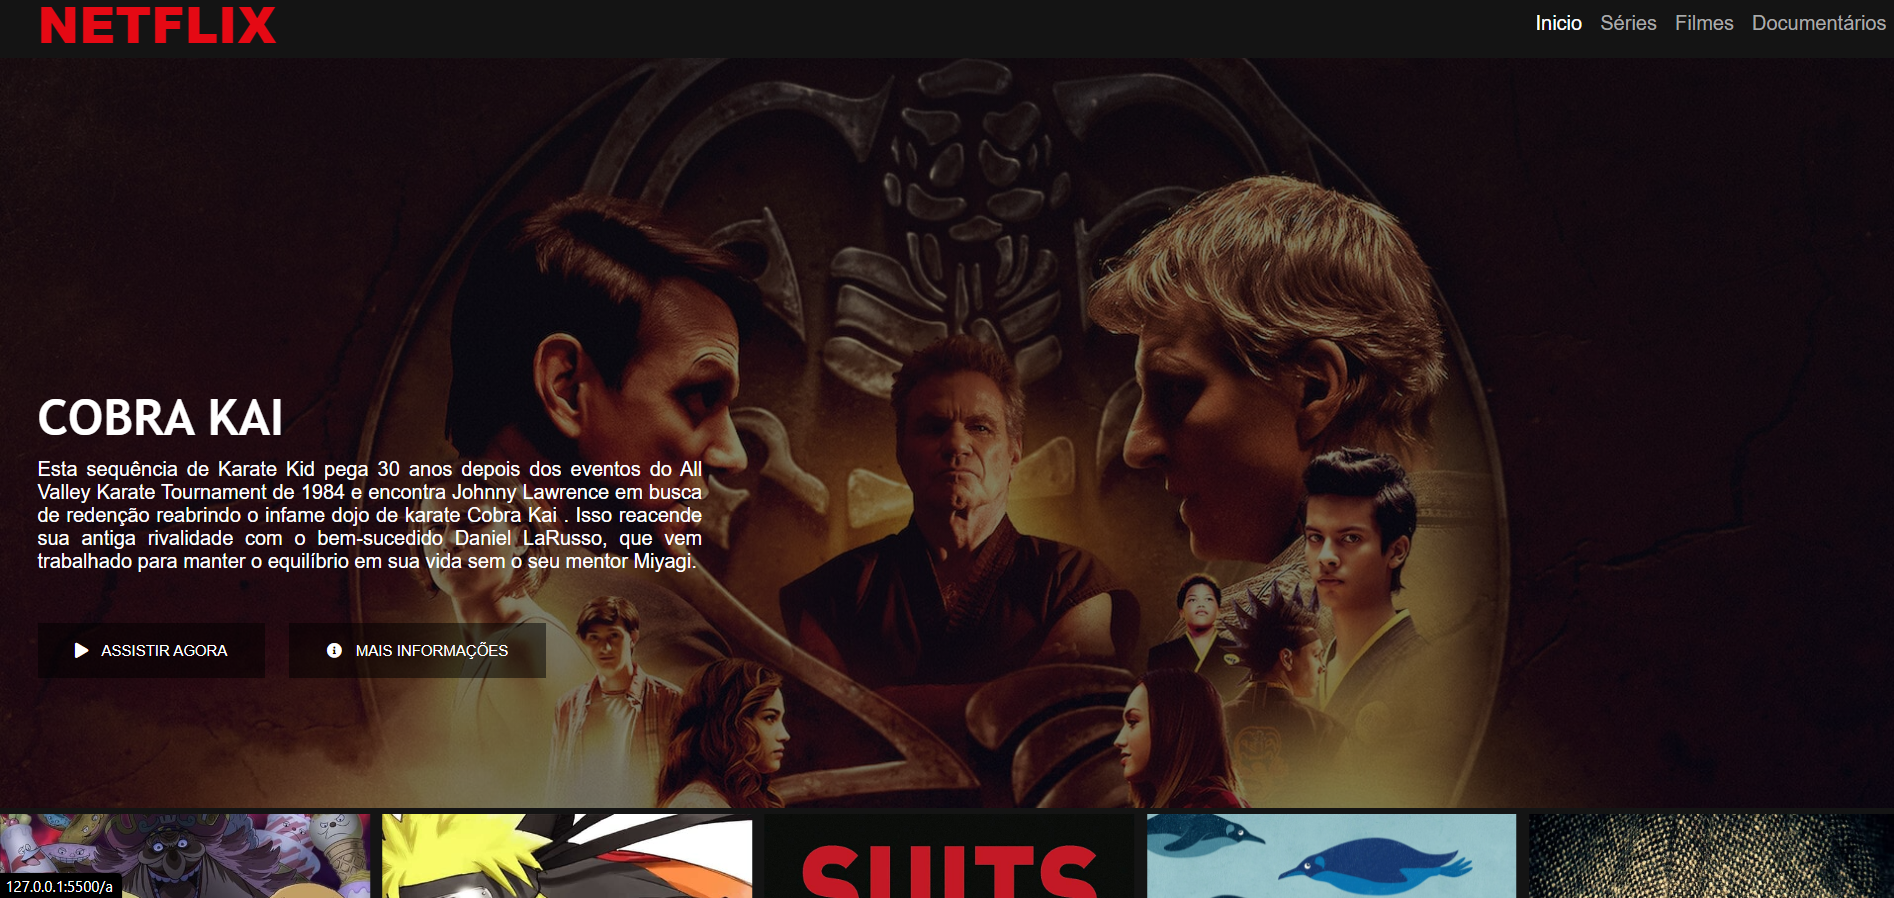 NETFLIX
Inicio Séries Filmes Documentários
COBRA KAI
Esta sequência de Karate Kid pega 30 anos depois dos eventos do All
Valley Karate Tournament de 1984 e encontra Johnny Lawrence em busca
de redenção reabrindo o infame dojo de karate Cobra Kai . Isso reacende
sua antiga rivalidade com o bem-sucedido Daniel LaRusso, que vem
trabalhado para manter o equilíbrio em sua vida sem o seu mentor Miyagi.
ASSISTIR AGORA
MAIS INFORMAÇÕES
SUITS
127.0.0.1:5500/a